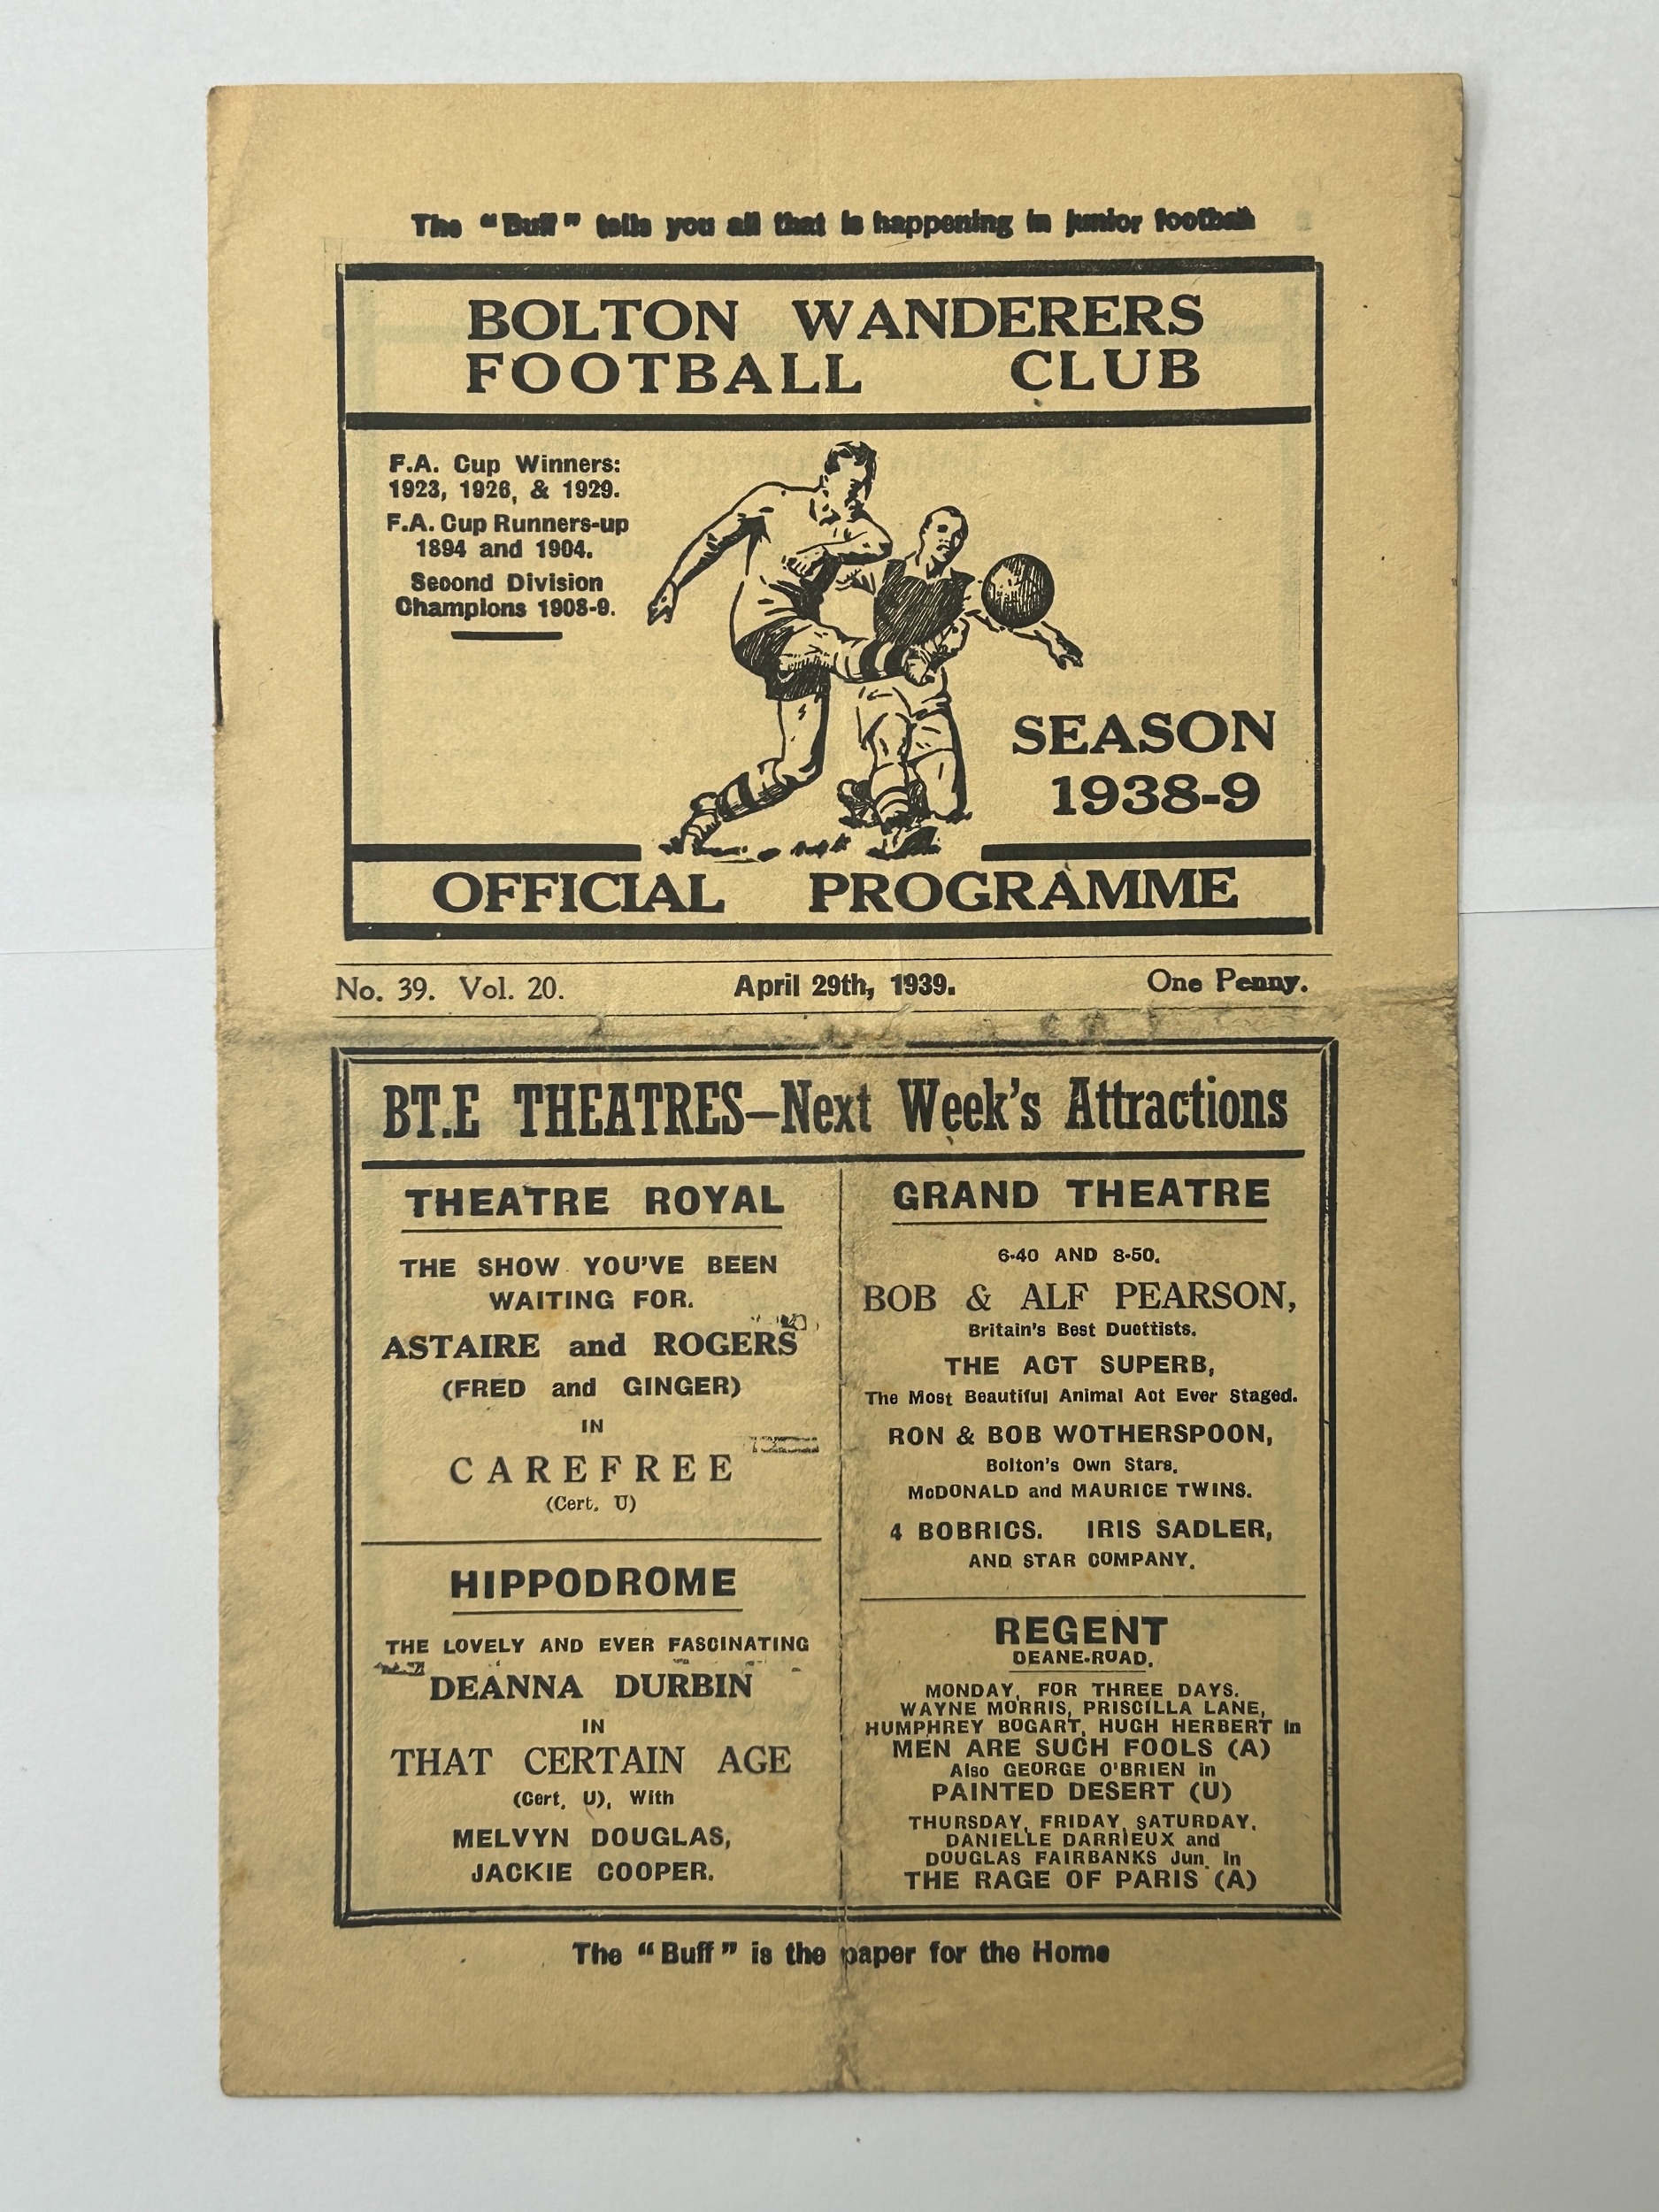 The "Buff" tells you all that is happening in junior football
BOLTON WANDERERS
FOOTBALL CLUB
F.A. Cup Winners:
1923, 1926, & 1929.
F.A. Cup Runners-up
1894 and 1904.
Second Division
Champions 1908-9.
SEASON
1938-9
OFFICIAL PROGRAMME
No. 39. Vol. 20.
April 29th, 1939.
One Penny.
BT.E THEATRES—Next Week's Attractions
THEATRE ROYAL
THE SHOW YOU'VE BEEN
WAITING FOR.
ASTAIRE and ROGERS
(FRED and GINGER)
IN
CAREFREE
(Cert. U)
HIPPODROME
THE LOVELY AND EVER FASCINATING
DEANNA DURBIN
IN
THAT CERTAIN AGE
(Cert. U), With
MELVYN DOUGLAS,
JACKIE COOPER.
GRAND THEATRE
6-40 AND 8-50.
BOB & ALF PEARSON,
Britain's Best Duettists.
THE ACT SUPERB,
The Most Beautiful Animal Act Ever Staged.
RON & BOB WOTHERSPOON,
Bolton's Own Stars.
McDONALD and MAURICE TWINS.
4 BOBRICS. IRIS SADLER,
AND STAR COMPANY.
REGENT
DEANE-ROAD.
MONDAY, FOR THREE DAYS.
WAYNE MORRIS, PRISCILLA LANE,
HUMPHREY BOGART, HUGH HERBERT in
MEN ARE SUCH FOOLS (A)
Also GEORGE O'BRIEN in
PAINTED DESERT (U)
THURSDAY, FRIDAY, SATURDAY,
DANIELLE DARRIEUX and
DOUGLAS FAIRBANKS Jun. in
THE RAGE OF PARIS (A)
The "Buff" is the paper for the Home